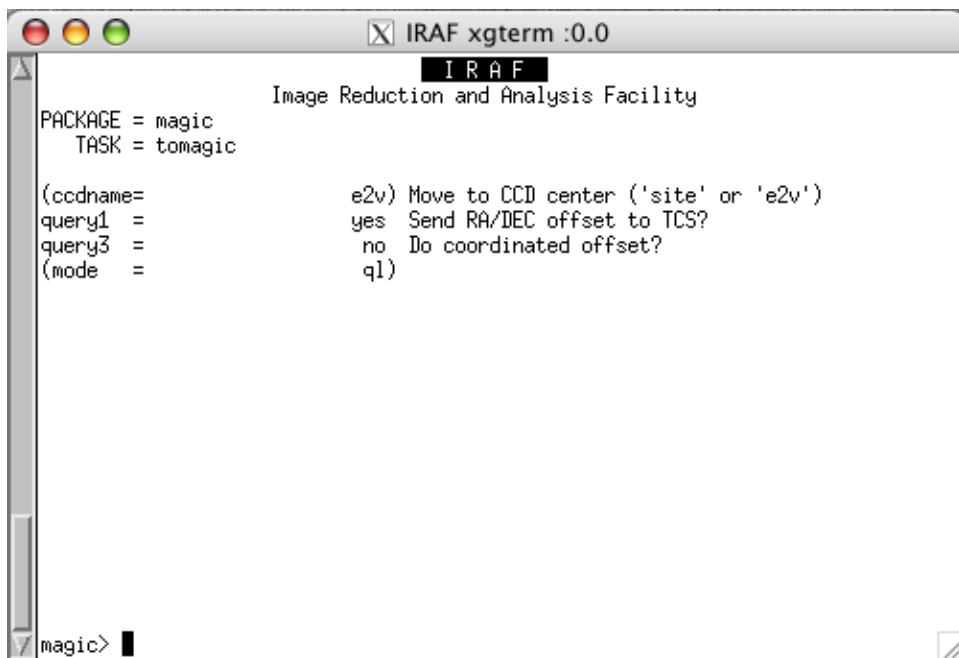 X IRAF xgterm :0.0
I R A F
Image Reduction and Analysis Facility
PACKAGE = magic
TASK = tomagic
(ccdname= e2v) Move to CCD center ('site' or 'e2v')
query1 = yes Send RA/DEC offset to TCS?
query3 = no Do coordinated offset?
(mode = ql)
magic>